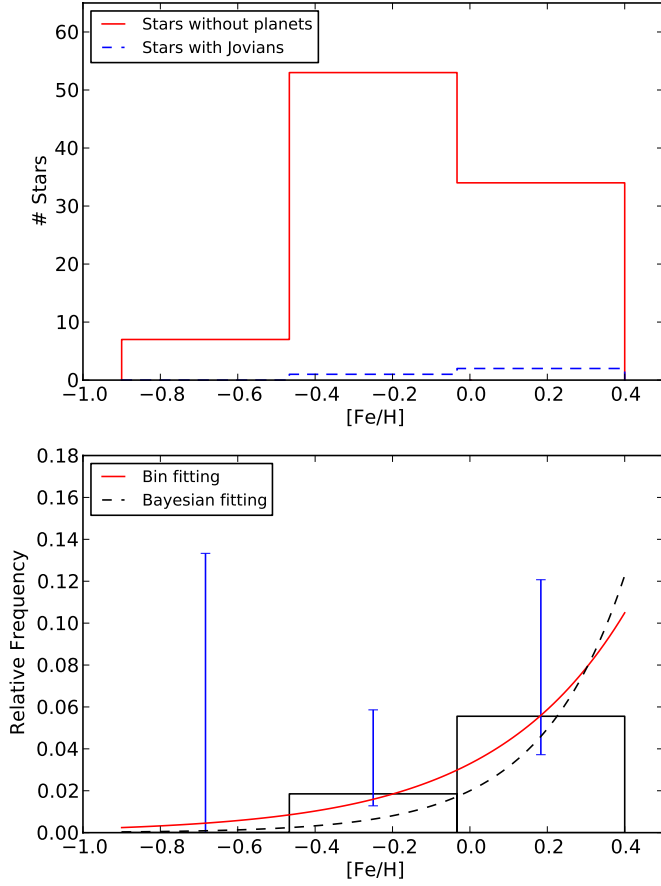 Stars without planets
Stars with Jovians
60
50
40
30
20
10
0
# Stars
−1.0 −0.8 −0.6 −0.4 −0.2 0.0 0.2 0.4
[Fe/H]
Bin fitting
Bayesian fitting
0.18
0.16
0.14
0.12
0.10
0.08
0.06
0.04
0.02
0.00
Relative Frequency
−1.0 −0.8 −0.6 −0.4 −0.2 0.0 0.2 0.4
[Fe/H]